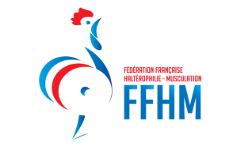 FÉDÉRATION FRANÇAISE
HALTÉROPHILIE - MUSCULATION
FFHM